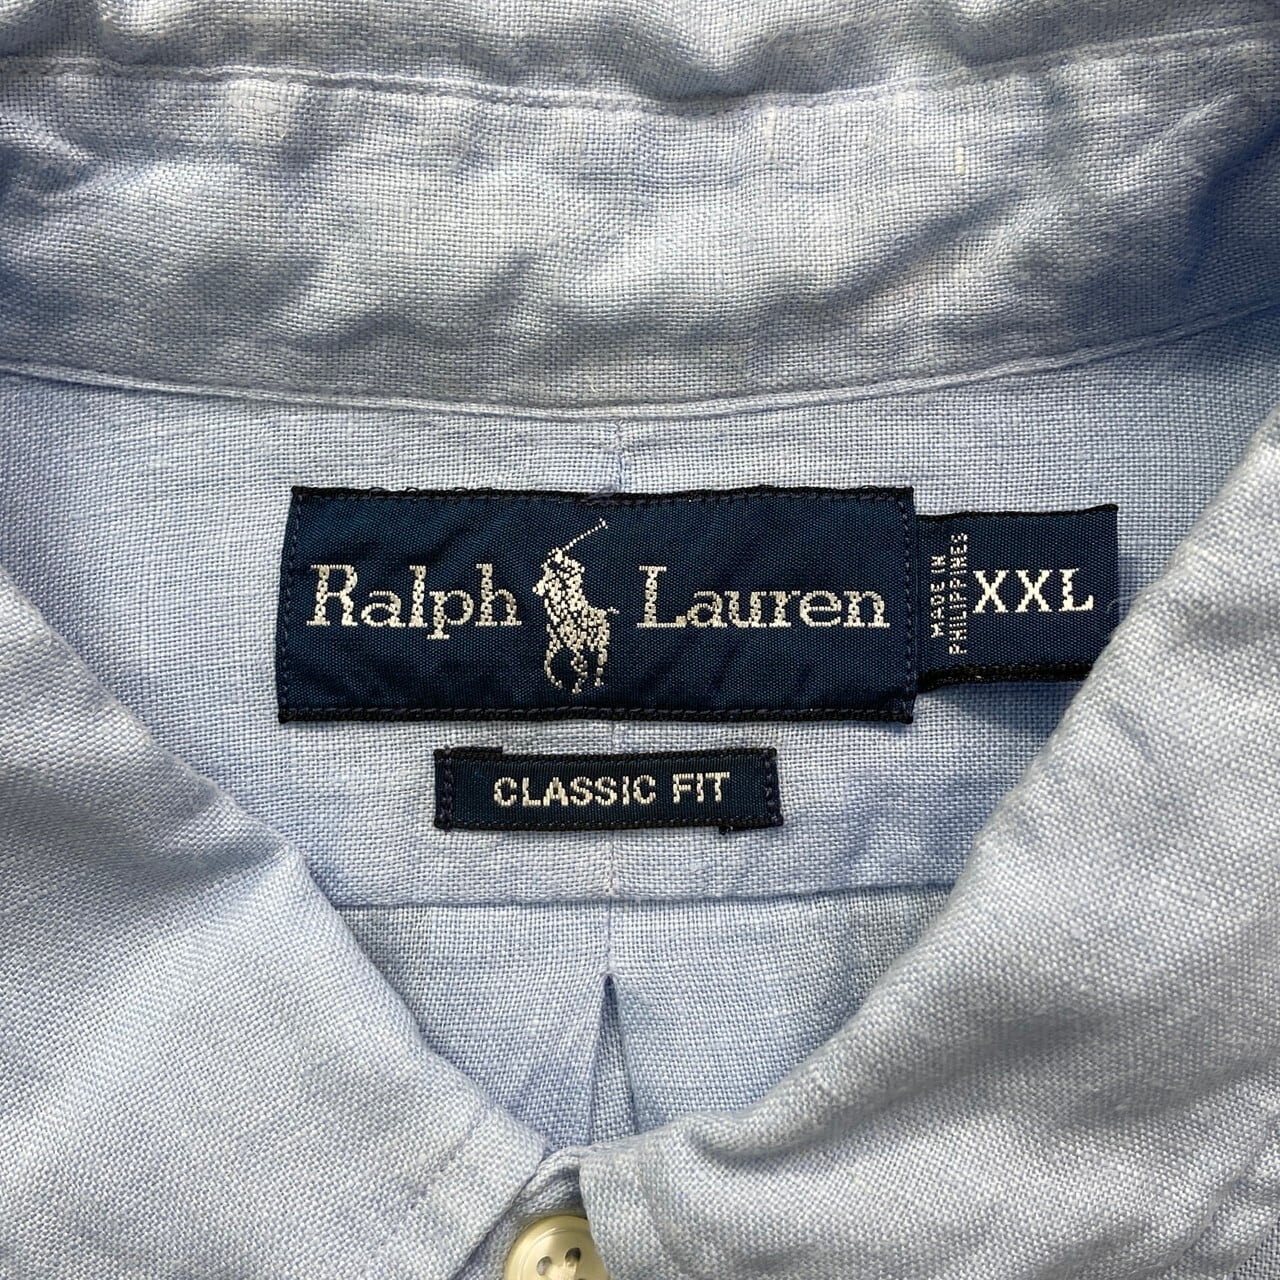 Ralph Lauren
MADE IN
PHILIPPINES
XXL
CLASSIC FIT